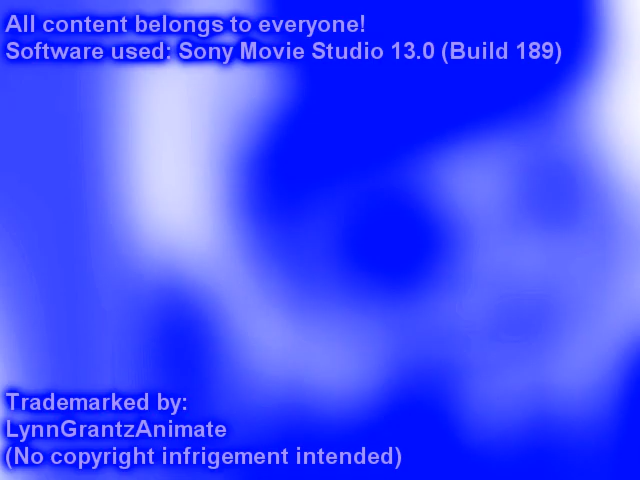 All content belongs to everyone!
Software used: Sony Movie Studio 13.0 (Build 189)
Trademarked by:
LynnGrantzAnimate
(No copyright infrigement intended)